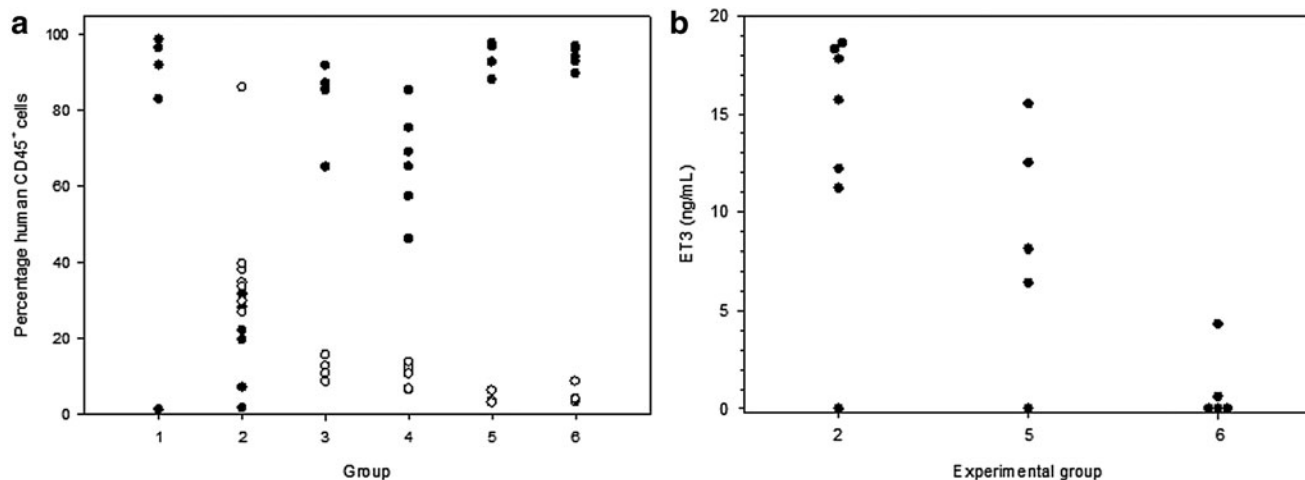 a
Percentage human CD45⁺ cells
100
80
60
40
20
0
1 2 3 4 5 6
Group
b
ET3 (ng/mL)
20
15
10
5
0
2 5 6
Experimental group